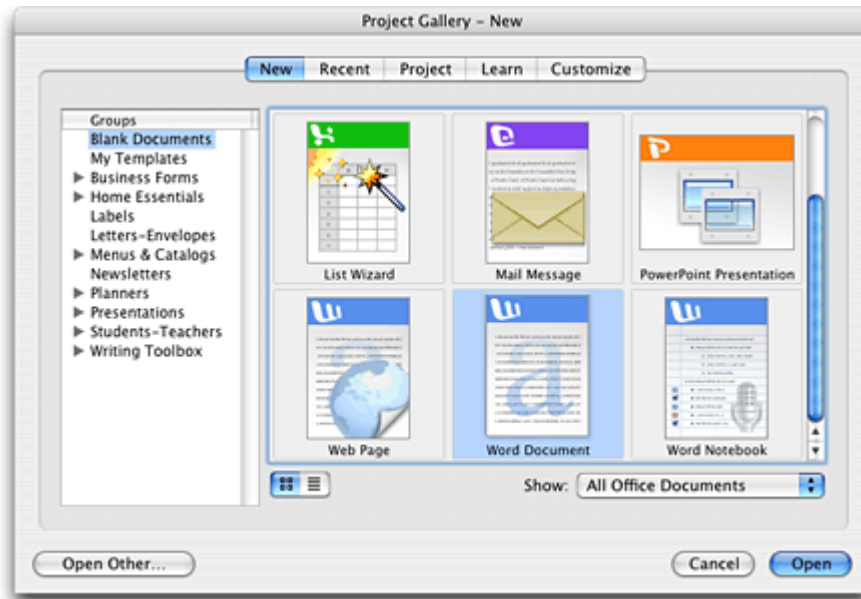 Project Gallery – New
New Recent Project Learn Customize
Groups
Blank Documents
My Templates
Business Forms
Home Essentials
Labels
Letters–Envelopes
Menus & Catalogs
Newsletters
Planners
Presentations
Students–Teachers
Writing Toolbox
List Wizard Mail Message PowerPoint Presentation
Web Page Word Document Word Notebook
Show: All Office Documents
Open Other... Cancel Open